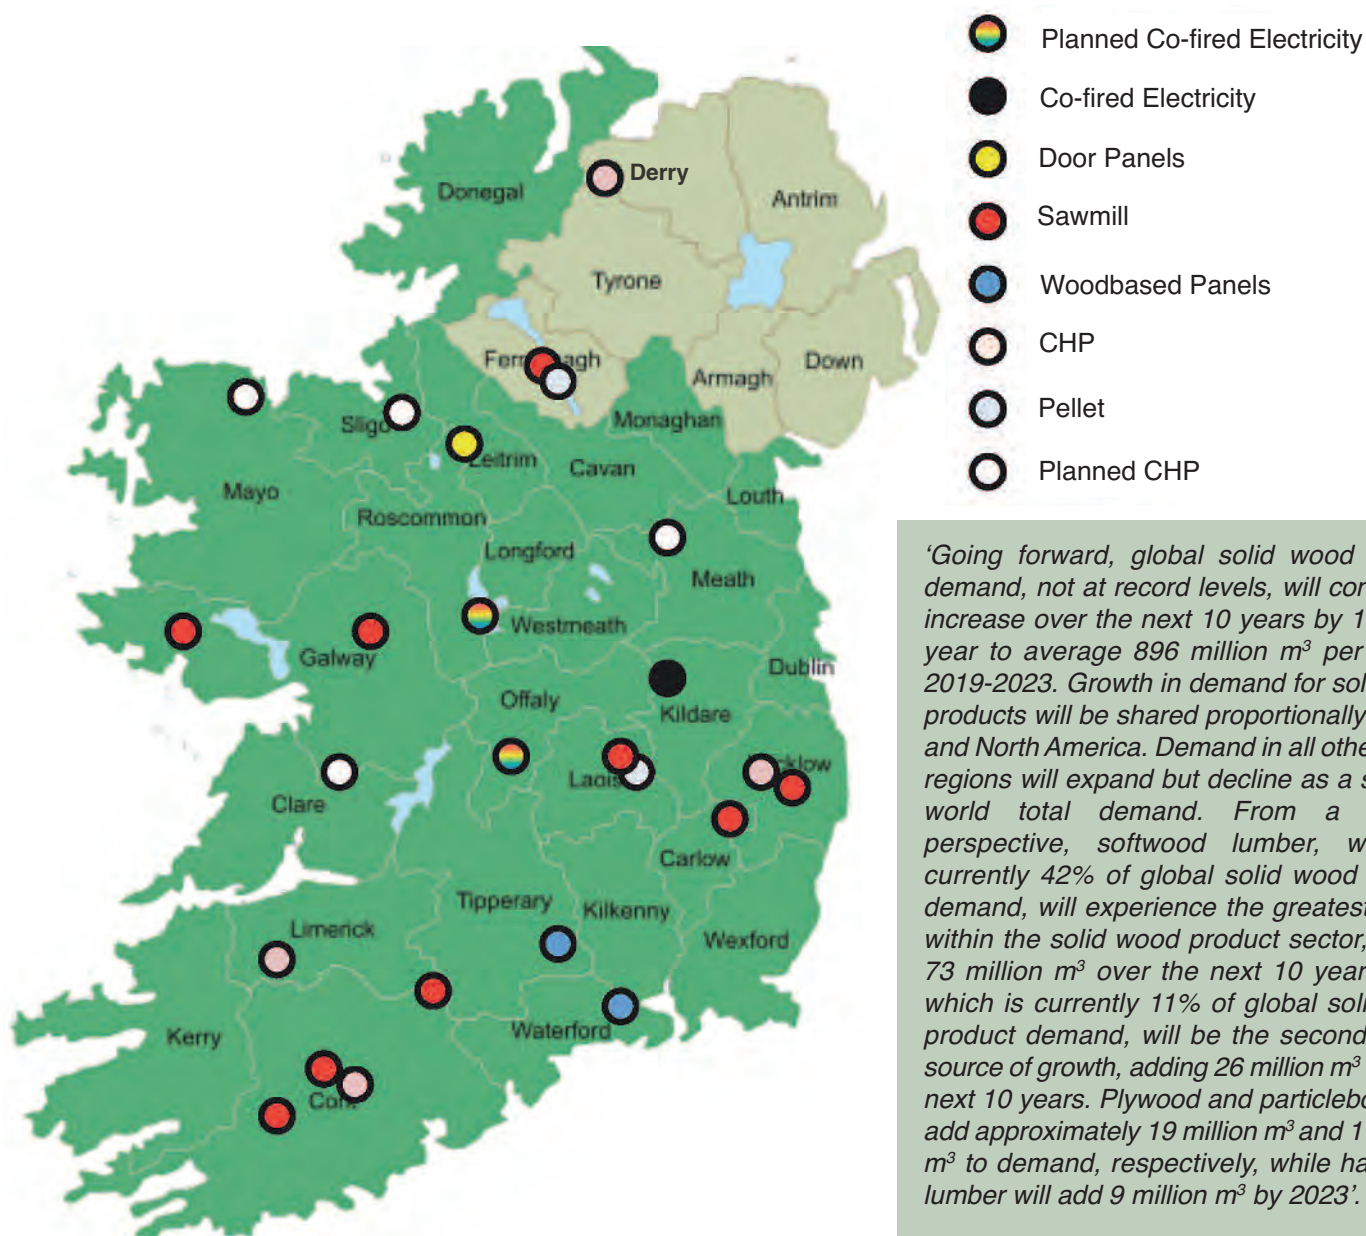 Planned Co-fired Electricity
Co-fired Electricity
Door Panels
Sawmill
Woodbased Panels
CHP
Pellet
Planned CHP
Derry
Donegal
Antrim
Tyrone
Down
Armagh
Monaghan
Sligo
Leitrim
Cavan
Louth
Mayo
Roscommon
Longford
Meath
Westmeath
Galway
Dublin
Offaly
Kildare
Laois
Clare
Carlow
Tipperary
Kilkenny
Limerick
Wexford
Waterford
Kerry
'Going forward, global solid wood
demand, not at record levels, will
increase over the next 10 years by
year to average 896 million m³ per
2019-2023. Growth in demand for
products will be shared proportionally
and North America. Demand in all
regions will expand but decline as a
world total demand. From a
perspective, softwood lumber,
currently 42% of global solid wood
demand, will experience the greatest
within the solid wood product sector,
73 million m³ over the next 10
which is currently 11% of global
product demand, will be the second
source of growth, adding 26 million m³
next 10 years. Plywood and
add approximately 19 million m³ and
m³ to demand, respectively, while
lumber will add 9 million m³ by 2023'.